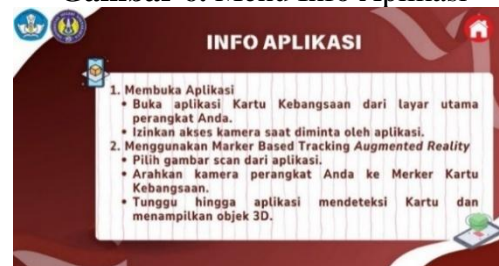 Gambar 6. Menu Info Aplikasi
INFO APLIKASI
1. Membuka Aplikasi
• Buka aplikasi Kartu Kebangsaan dari layar utama
perangkat Anda.
• Izinkan akses kamera saat diminta oleh aplikasi.
2. Menggunakan Marker Based Tracking Augmented Reality
• Pilih gambar scan dari aplikasi.
• Arahkan kamera perangkat Anda ke Merker Kartu
Kebangsaan.
• Tunggu hingga aplikasi mendeteksi Kartu dan
menampilkan objek 3D.